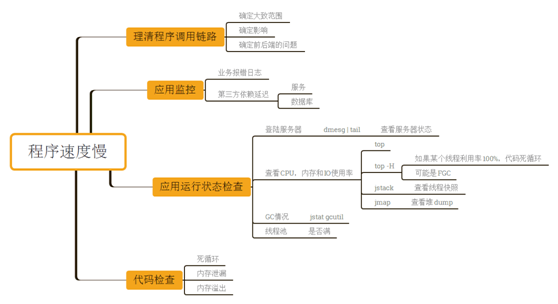 程序速度慢
理清程序调用链路
确定大致范围
确定影响
确定前后端的问题
应用监控
业务报错日志
第三方依赖延迟
服务
数据库
应用运行状态检查
登陆服务器
dmesg | tail
查看服务器状态
查看CPU，内存和IO使用率
top
top -H
如果某个线程利用率100%，代码死循环
可能是FGC
jstack
查看线程快照
jmap
查看堆 dump
GC情况
jstat gcutil
线程池
是否满
代码检查
死循环
内存泄漏
内存溢出